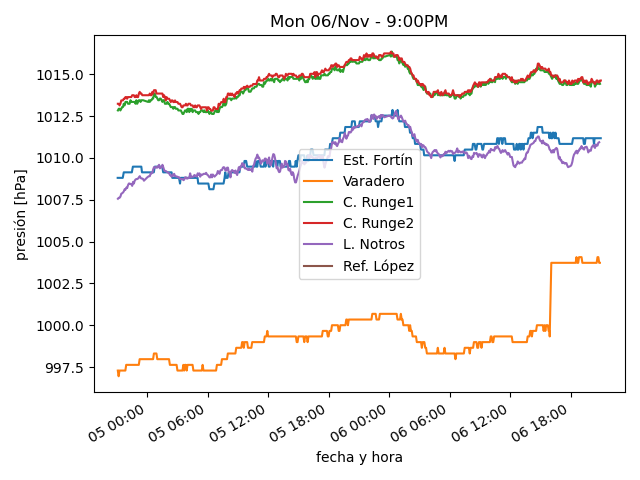 Mon 06/Nov - 9:00PM
presión [hPa]
1015.0
1012.5
1010.0
1007.5
1005.0
1002.5
1000.0
997.5
Est. Fortín
Varadero
C. Runge1
C. Runge2
L. Notros
Ref. López
05 00:00
05 06:00
05 12:00
05 18:00
06 00:00
06 06:00
06 12:00
06 18:00
fecha y hora